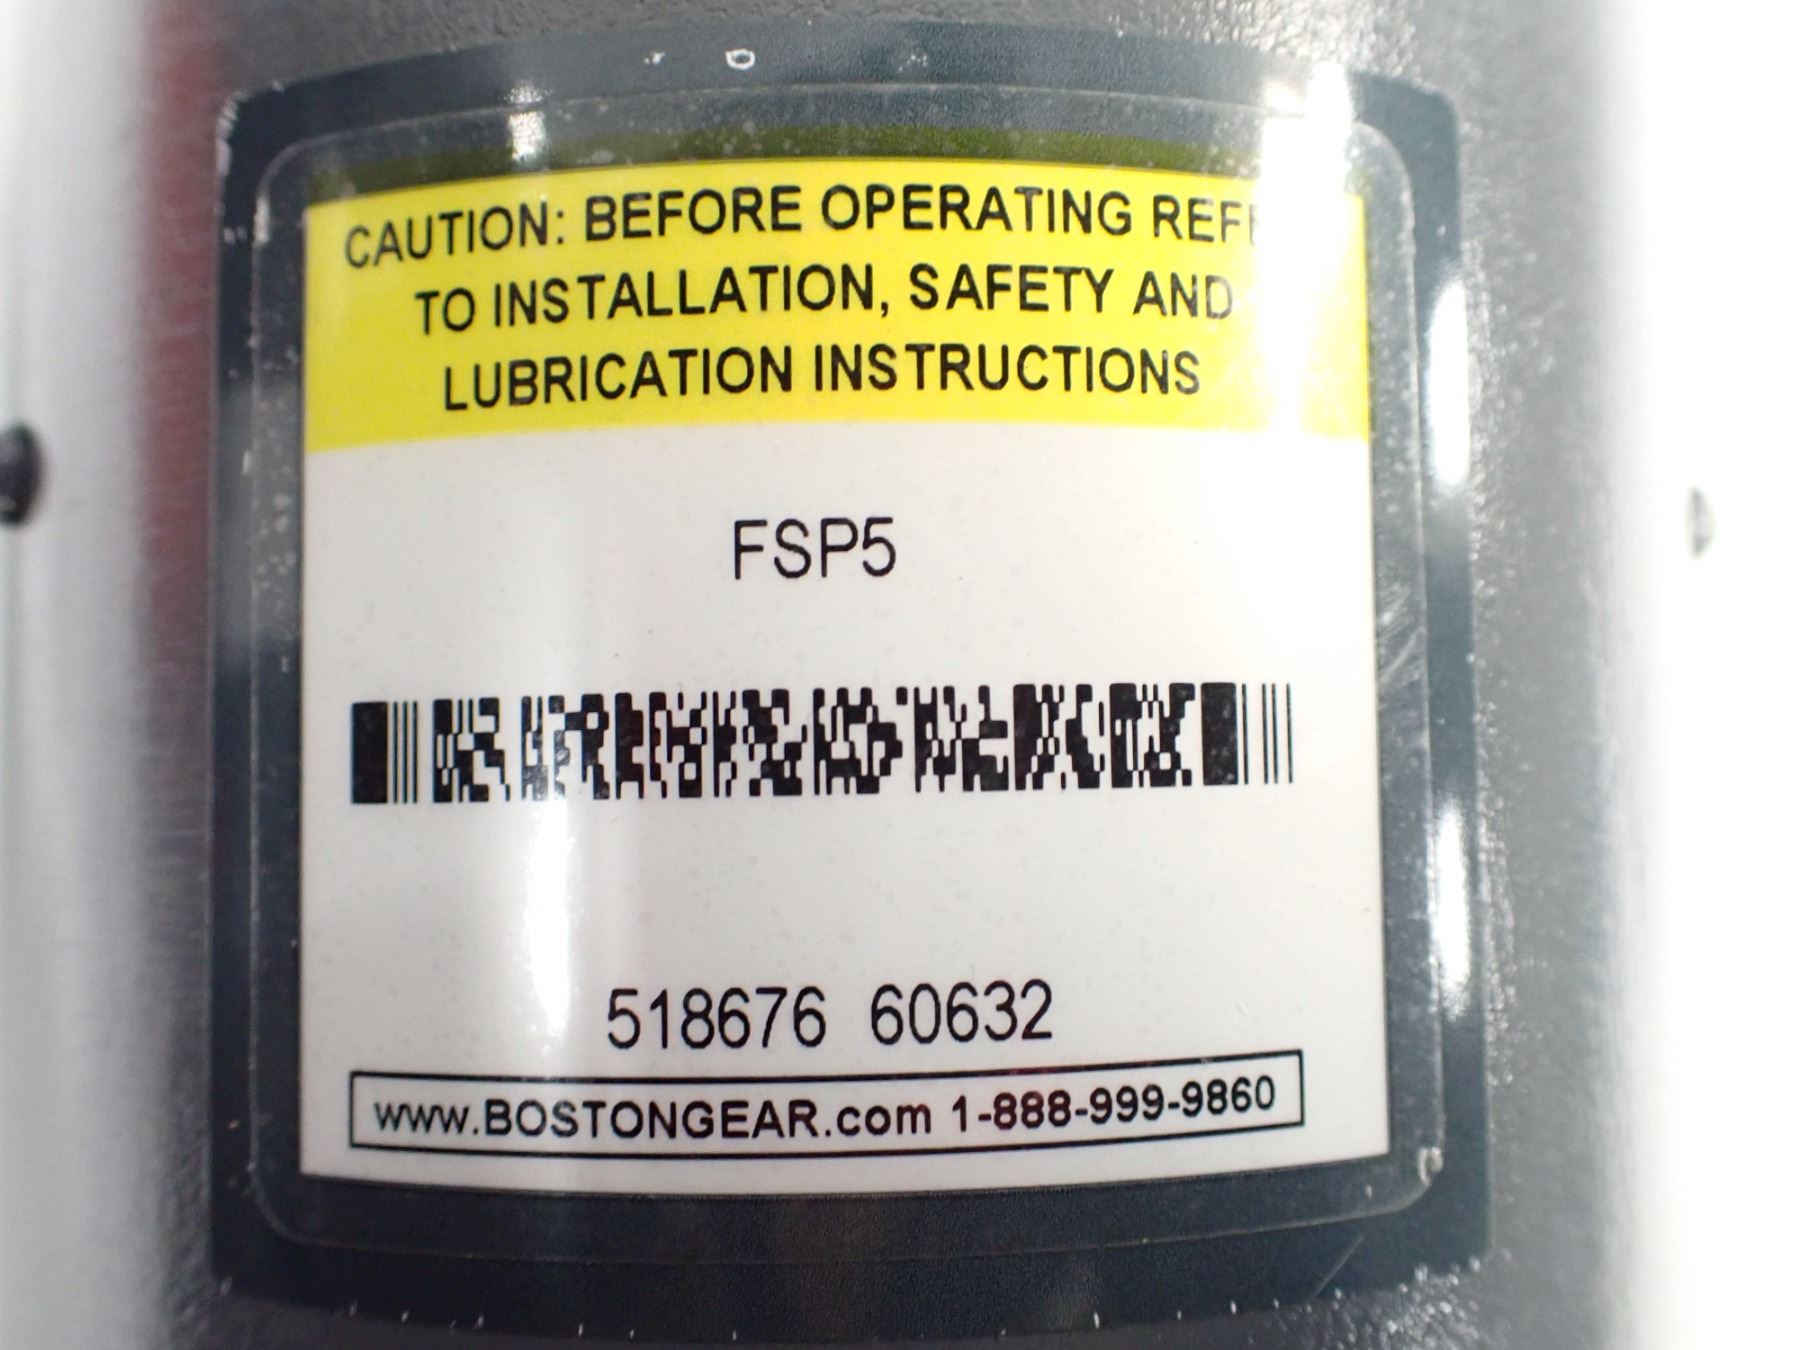 CAUTION: BEFORE OPERATING
TO INSTALLATION, SAFETY AND
LUBRICATION INSTRUCTIONS
FSP5
518676 60632
www.BOSTONGEAR.com 1-888-999-9860